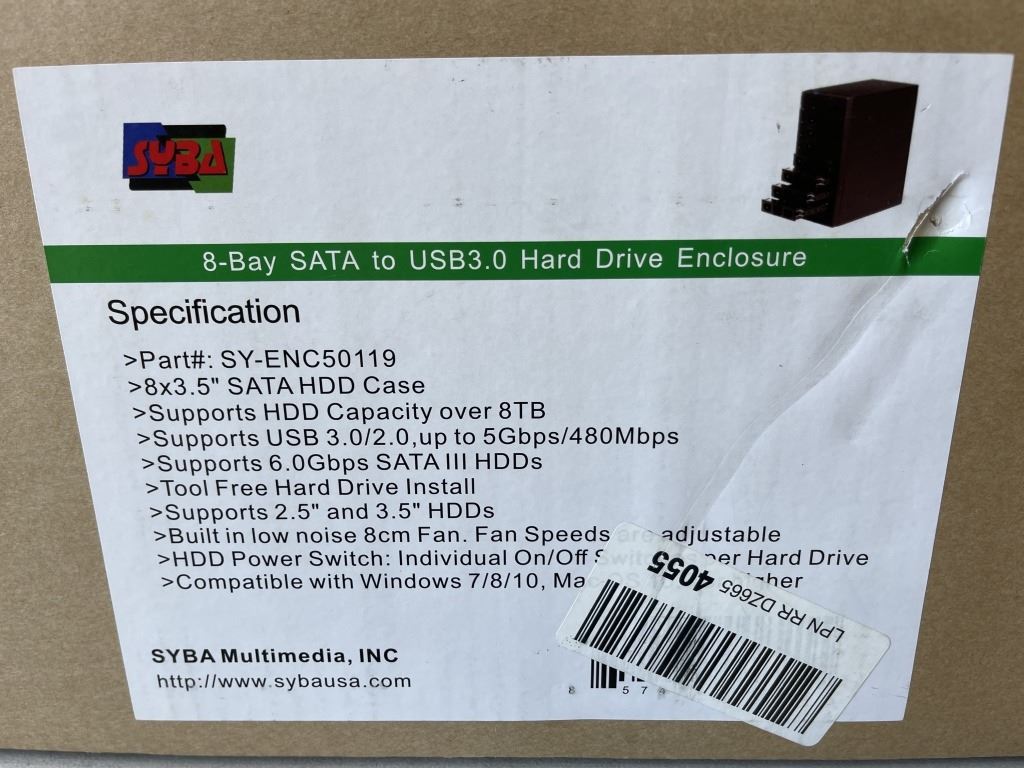 SYBA
8-Bay SATA to USB3.0 Hard Drive Enclosure
Specification
>Part#: SY-ENC50119
>8x3.5" SATA HDD Case
>Supports HDD Capacity over 8TB
>Supports USB 3.0/2.0,up to 5Gbps/480Mbps
>Supports 6.0Gbps SATA III HDDs
>Tool Free Hard Drive Install
>Supports 2.5" and 3.5" HDDs
>Built in low noise 8cm Fan. Fan Speeds are adjustable
>HDD Power Switch: Individual On/Off per Hard Drive
>Compatible with Windows 7/8/10,
LPN RR DZ665 4055
SYBA Multimedia, INC
http://www.sybausa.com
8 574